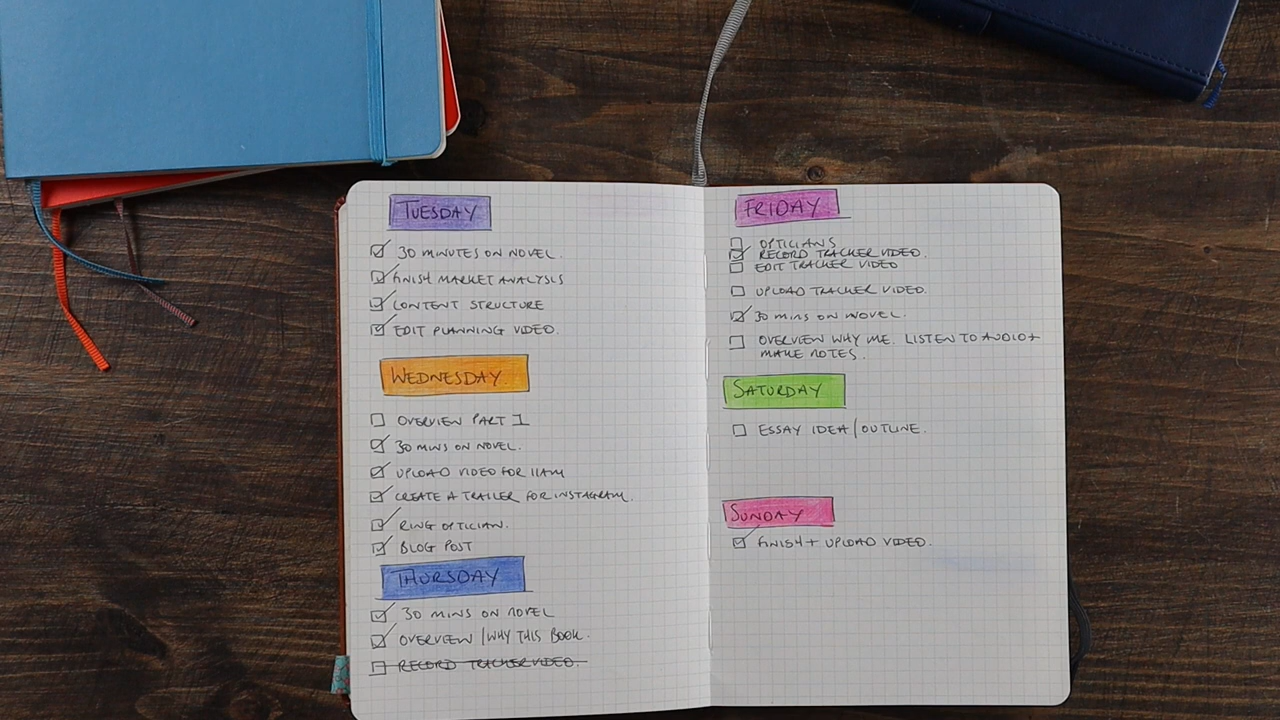 TUESDAY
30 MINUTES ON NOVEL.
FINISH MARKET ANALYSIS
CONTENT STRUCTURE
EDIT PLANNING VIDEO.
WEDNESDAY
OVERVIEW PART 1
30 MINS ON NOVEL.
UPLOAD VIDEO FOR 11AM
CREATE A TRAILER FOR INSTAGRAM.
RING OPTICIAN.
BLOG POST
THURSDAY
30 MINS ON NOVEL
OVERVIEW / WHY THIS BOOK.
RECORD TRACKER VIDEO.
FRIDAY
OPTICIANS
RECORD TRACKER VIDEO.
EDIT TRACKER VIDEO
UPLOAD TRACKER VIDEO.
30 MINS ON NOVEL.
OVERVIEW WHY ME. LISTEN TO AUDIO +
MAKE NOTES.
SATURDAY
ESSAY IDEA / OUTLINE.
SUNDAY
FINISH + UPLOAD VIDEO.